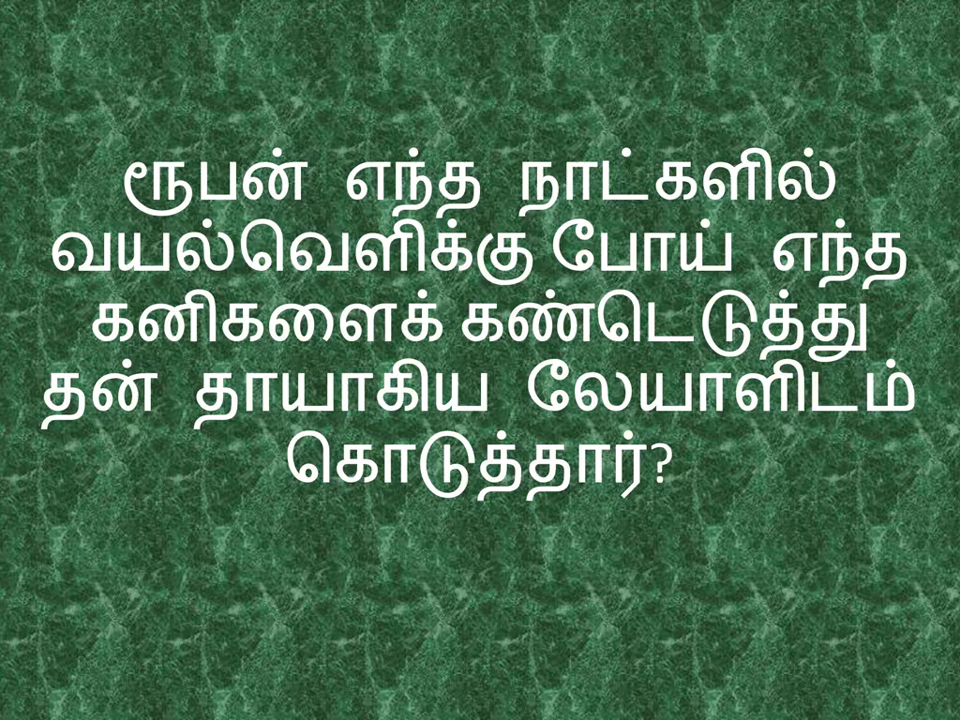 ரூபன் எந்த நாட்களில்
வயல்வெளிக்கு போய் எந்த
கனிகளைக் கண்டெடுத்து
தன் தாயாகிய லேயாளிடம்
கொடுத்தார்?